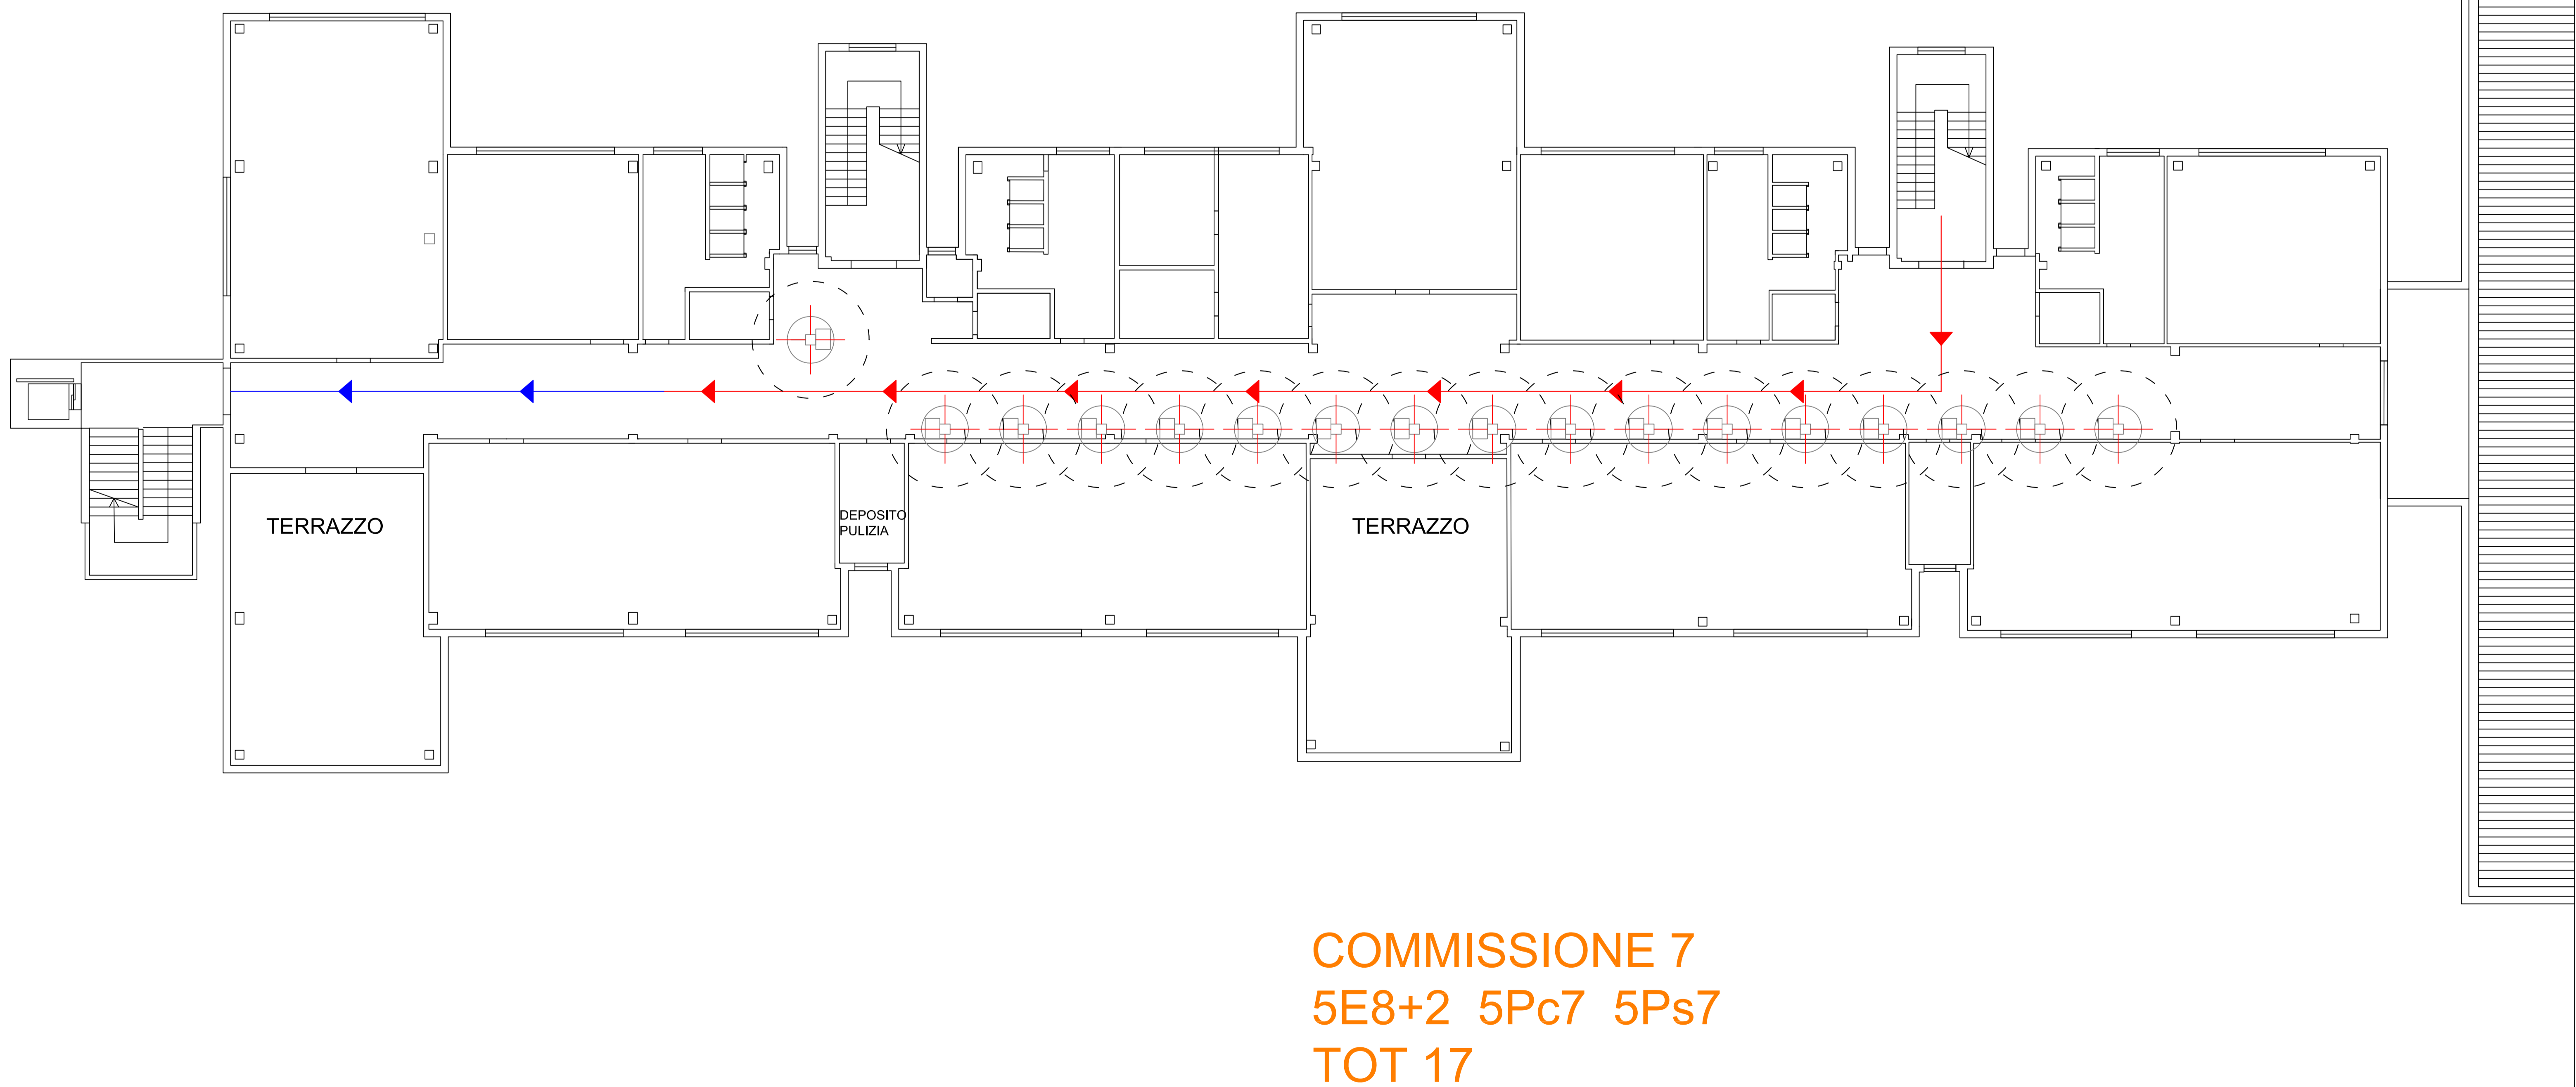 TERRAZZO
DEPOSITO
PULIZIA
TERRAZZO
COMMISSIONE 7
5E8+2 5Pc7 5Ps7
TOT 17